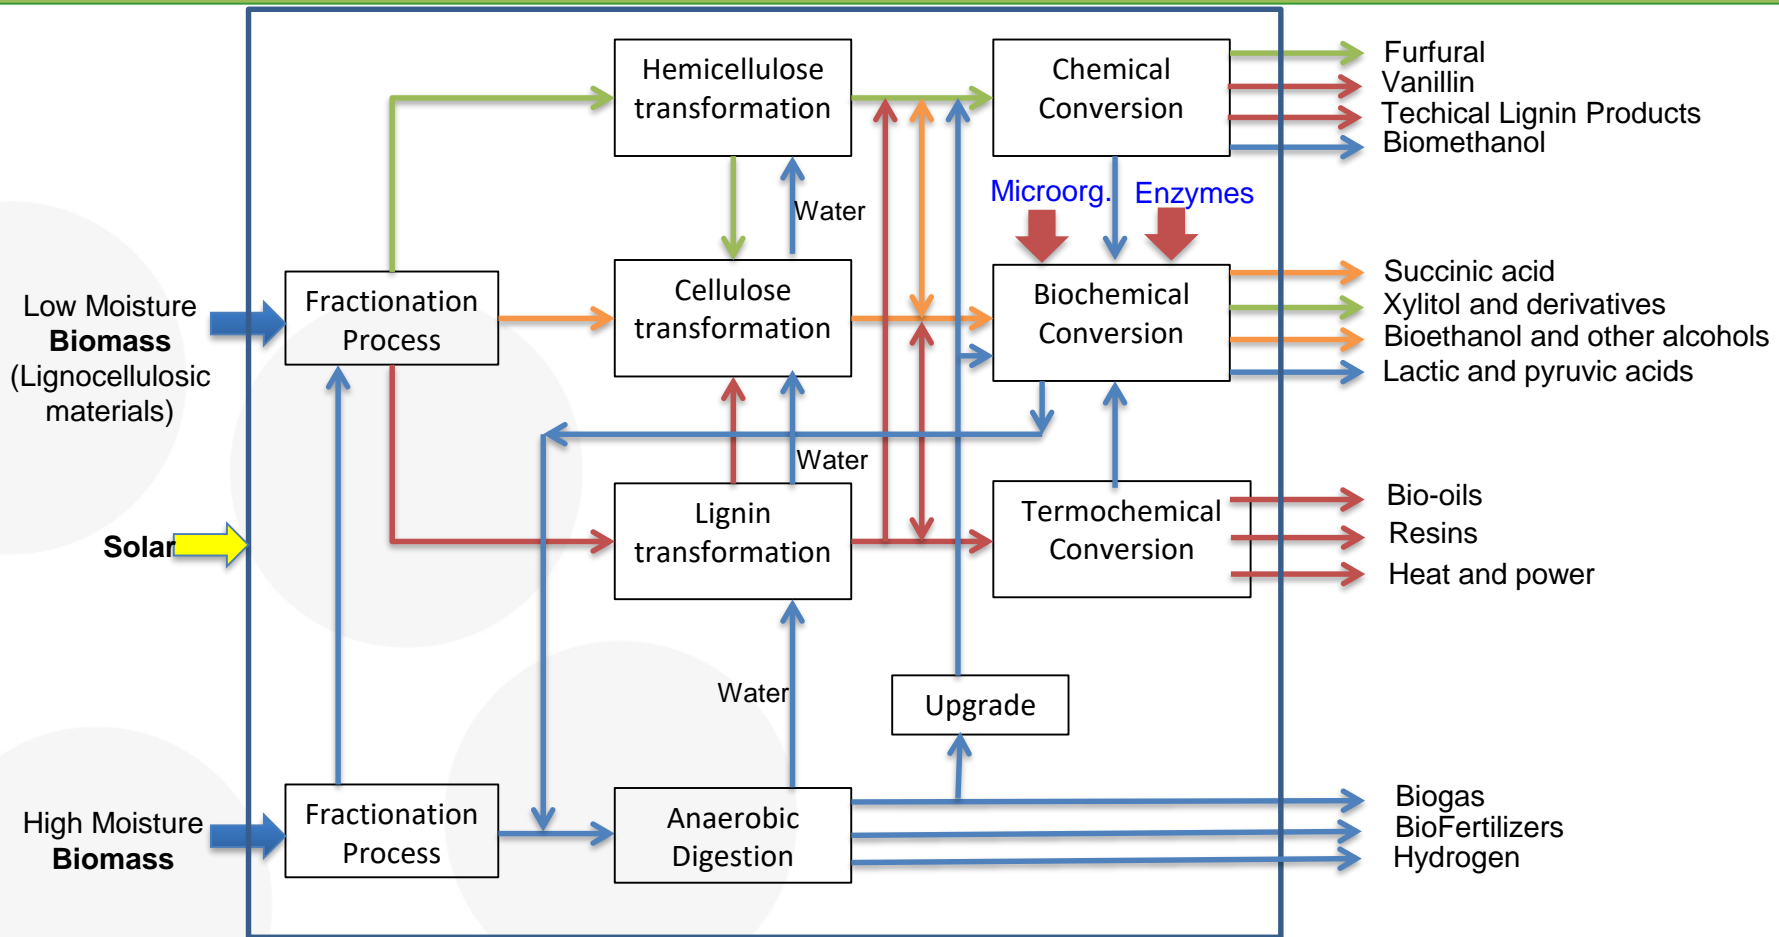 Hemicellulose
transformation
Chemical
Conversion
Furfural
Vanillin
Techical Lignin Products
Biomethanol
Microorg.
Enzymes
Water
Low Moisture
Biomass
(Lignocellulosic
materials)
Fractionation
Process
Cellulose
transformation
Biochemical
Conversion
Succinic acid
Xylitol and derivatives
Bioethanol and other alcohols
Lactic and pyruvic acids
Water
Solar
Lignin
transformation
Termochemical
Conversion
Bio-oils
Resins
Heat and power
Water
Upgrade
High Moisture
Biomass
Fractionation
Process
Anaerobic
Digestion
Biogas
BioFertilizers
Hydrogen